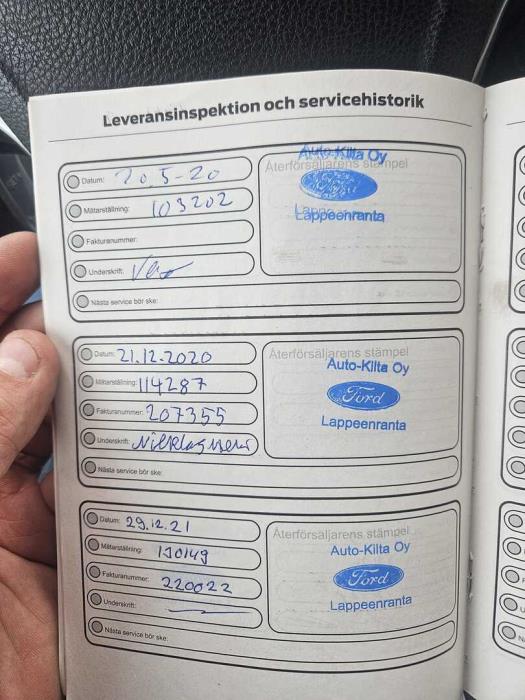 Leveransinspektion och servicehistorik
Datum: 20.5-20
Mätarställning: 103202
Fakturanummer:
Underskrift:
Nästa service bör ske:
Återförsäljarens stämpel
Auto-Kilta Oy
Lappeenranta
Datum: 21.12.2020
Mätarställning: 114287
Fakturanummer: 207355
Underskrift:
Nästa service bör ske:
Återförsäljarens stämpel
Auto-Kilta Oy
Ford
Lappeenranta
Datum: 29.12.21
Mätarställning: 130149
Fakturanummer: 220022
Underskrift:
Nästa service bör ske:
Återförsäljarens stämpel
Auto-Kilta Oy
Ford
Lappeenranta